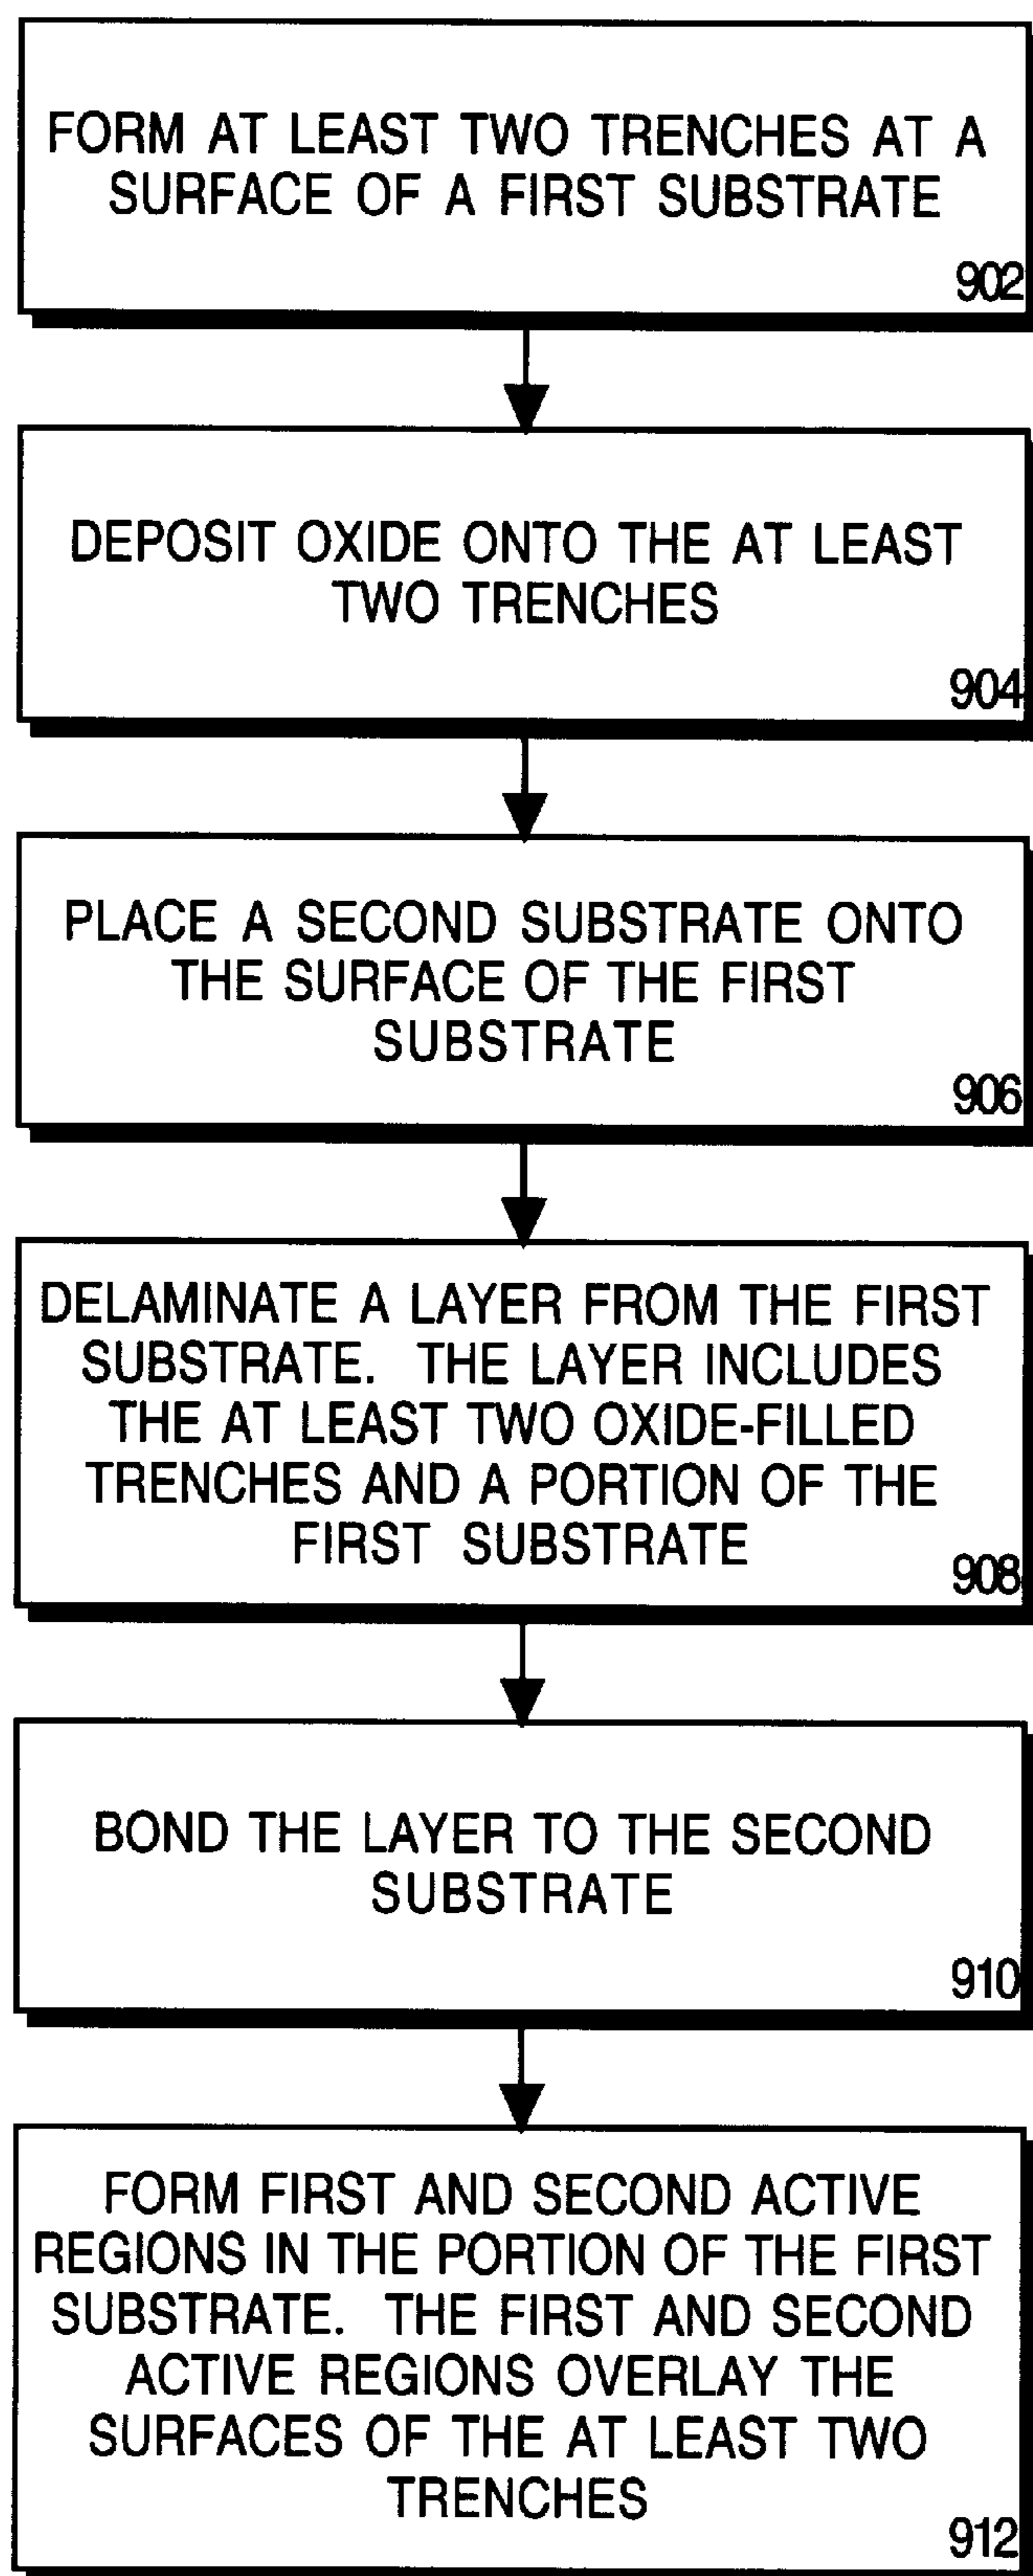 FORM AT LEAST TWO TRENCHES AT A
SURFACE OF A FIRST SUBSTRATE
902
DEPOSIT OXIDE ONTO THE AT LEAST
TWO TRENCHES
904
PLACE A SECOND SUBSTRATE ONTO
THE SURFACE OF THE FIRST
SUBSTRATE
906
DELAMINATE A LAYER FROM THE FIRST
SUBSTRATE. THE LAYER INCLUDES
THE AT LEAST TWO OXIDE-FILLED
TRENCHES AND A PORTION OF THE
FIRST SUBSTRATE
908
BOND THE LAYER TO THE SECOND
SUBSTRATE
910
FORM FIRST AND SECOND ACTIVE
REGIONS IN THE PORTION OF THE FIRST
SUBSTRATE. THE FIRST AND SECOND
ACTIVE REGIONS OVERLAY THE
SURFACES OF THE AT LEAST TWO
TRENCHES
912